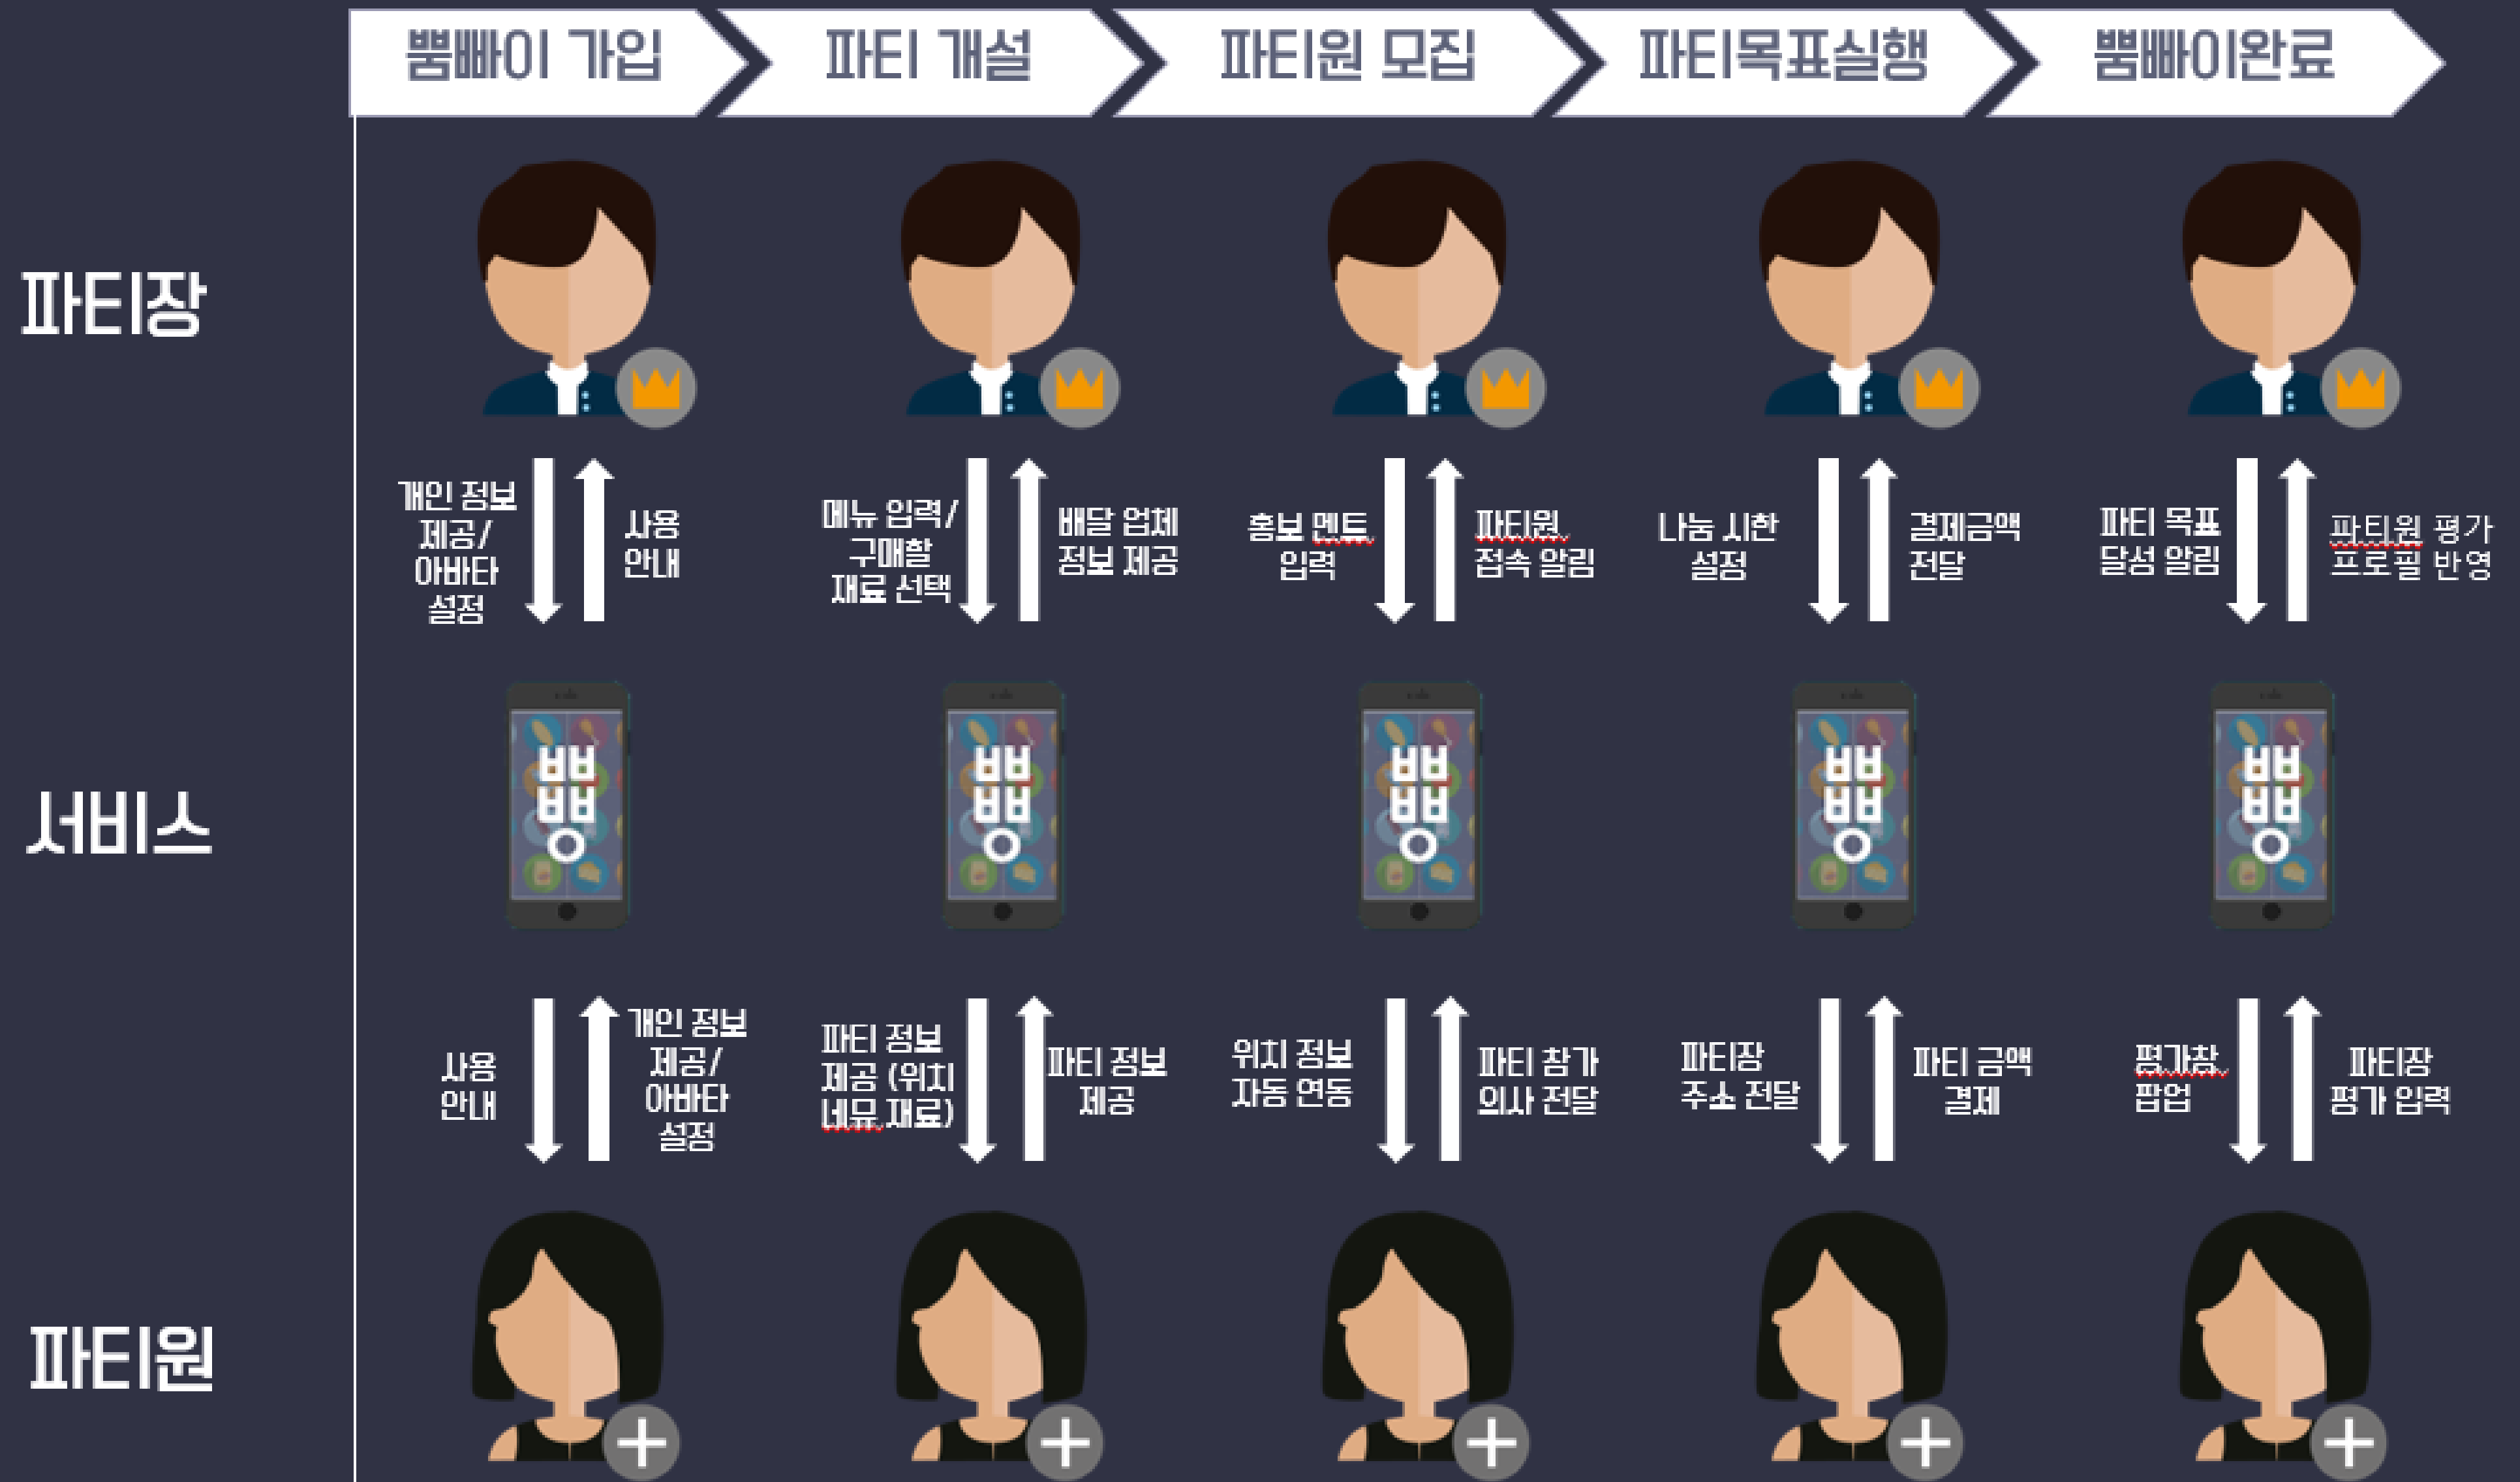 뿜빠이 가입
파티 개설
파티원 모집
파티목표실행
뿜빠이완료
파티장
개인 정보
제공/
아바타
설정
사용
안내
메뉴 입력/
구매할
재료 선택
배달 업체
정보 제공
홍보 멘트
입력
파티원
접속 알림
나눔 시한
설정
결제금액
전달
파티 목표
달성 알림
파티원 평가
프로필 반영
서비스
ㅃ
ㅃ
ㅇ
ㅃ
ㅃ
ㅇ
ㅃ
ㅃ
ㅇ
ㅃ
ㅃ
ㅇ
ㅃ
ㅃ
ㅇ
사용
안내
개인 정보
제공/
아바타
설정
파티 정보
제공 (위치
네뮤 재료)
파티 정보
제공
위치 정보
자동 연동
파티 참가
의사 전달
파티장
주소 전달
파티 금액
결제
평가창
팝업
파티장
평가 입력
파티원